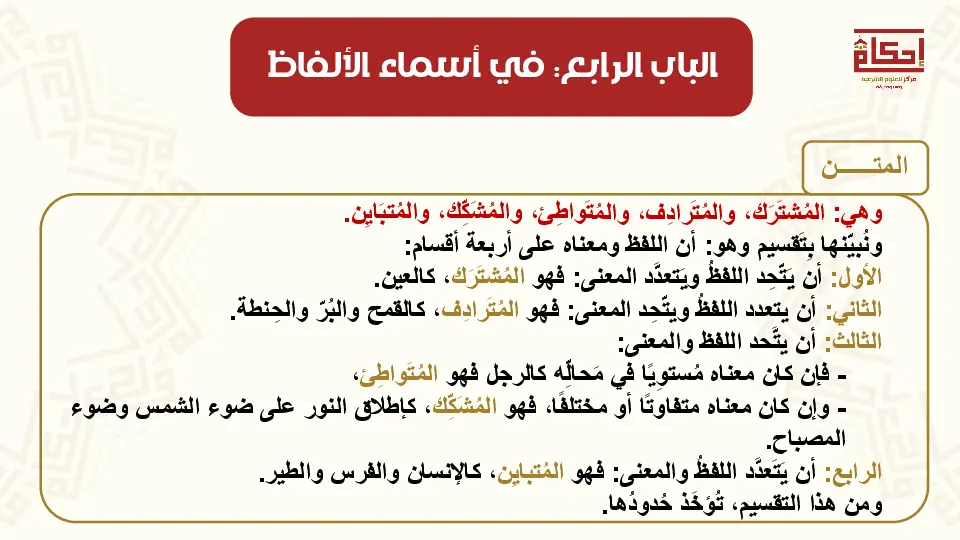 إحكام
مركز للعلوم الشرعية
الباب الرابع: في أسماء الألفاظ
المتـــــن
وهي: المُشتَرَك، والمُتَرادِف، والمُتَواطِئ، والمُشَكِّك، والمُتبَايِن.
ونُبيّنها بِتَقسيم وهو: أن اللفظ ومعناه على أربعة أقسام:
الأول: أن يَتّحِد اللفظُ ويَتعدَّد المعنى: فهو المُشتَرَك، كالعين.
الثاني: أن يتعدد اللفظُ ويتّحِد المعنى: فهو المُتَرادِف، كالقمح والبُرّ والحِنطة.
الثالث: أن يتَّحد اللفظ والمعنى:
- فإن كان معناه مُستوِيًا في مَحالِّه كالرجل فهو المُتَواطِئ،
- وإن كان معناه متفاوتًا أو مختلفًا، فهو المُشَكِّك، كإطلاق النور على ضوء الشمس وضوء
المصباح.
الرابع: أن يَتَعدَّد اللفظُ والمعنى: فهو المُتبايِن، كالإنسان والفرس والطير.
ومن هذا التقسيم، تُؤخَذ حُدودُها.